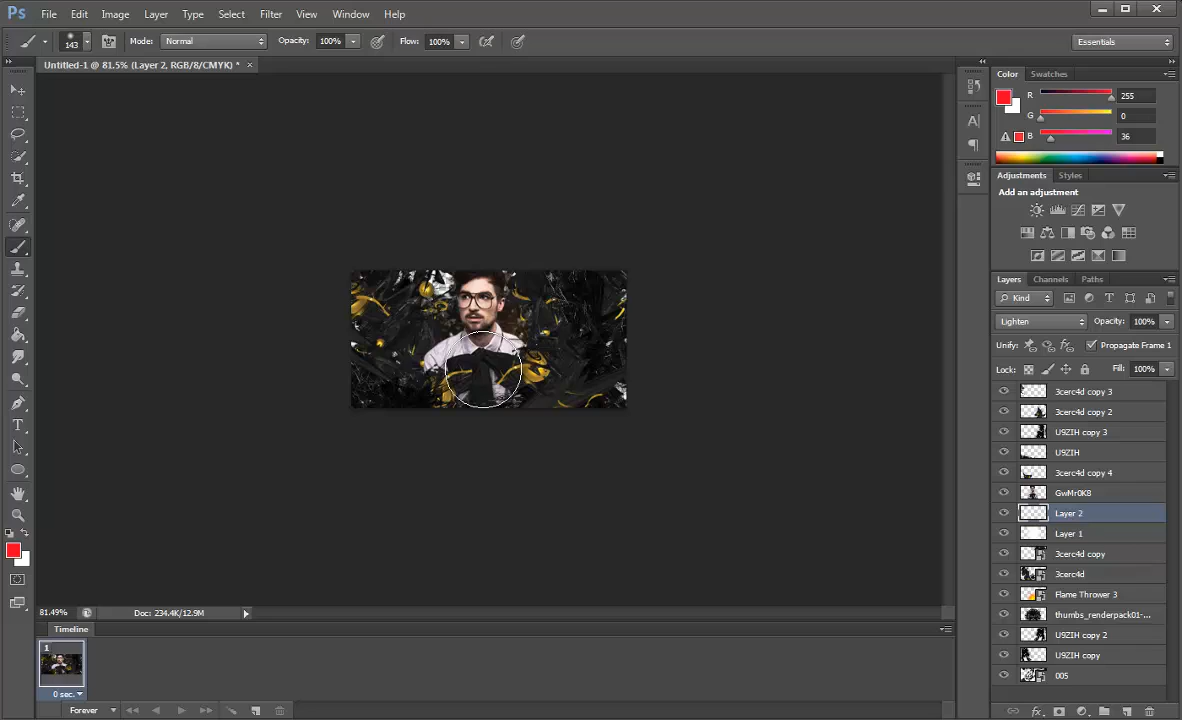 Ps File Edit Image Layer Type Select Filter View Window Help
143 Mode: Normal Opacity: 100% Flow: 100% Essentials
Untitled-1 @ 81.5% (Layer 2, RGB/8/CMYK) * ×
Color Swatches
R 255
G 0
B 36
Adjustments Styles
Add an adjustment
Layers Channels Paths
Kind
Lighten Opacity: 100%
Unify: Propagate Frame 1
Lock: Fill: 100%
3cerc4d copy 3
3cerc4d copy 2
U9ZIH copy 3
U9ZIH
3cerc4d copy 4
GwMr0K8
Layer 2
Layer 1
3cerc4d copy
3cerc4d
Flame Thrower 3
thumbs_renderpack01-...
U9ZIH copy 2
U9ZIH copy
005
81.49% Doc: 234.4K/12.9M
Timeline
1
0 sec.
Forever